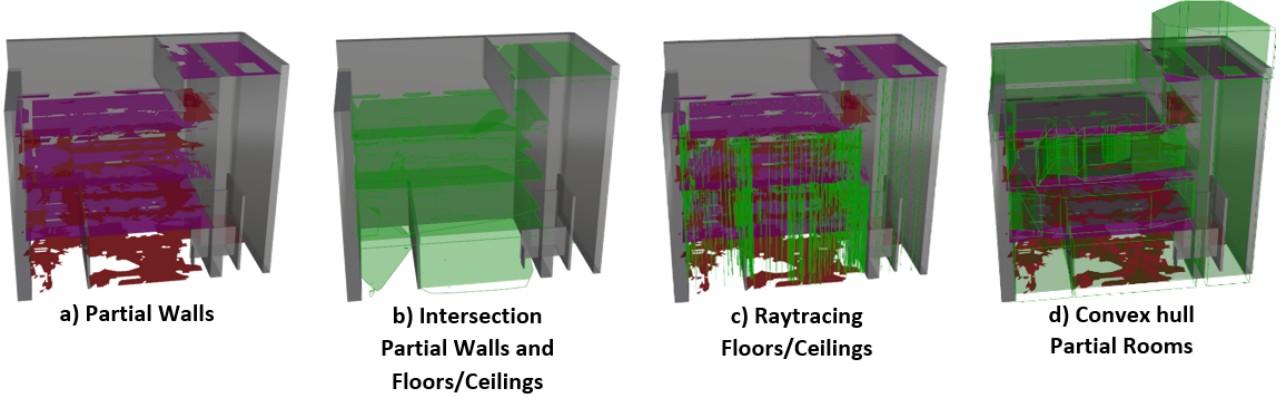 a) Partial Walls
b) Intersection
Partial Walls and
Floors/Ceilings
c) Raytracing
Floors/Ceilings
d) Convex hull
Partial Rooms